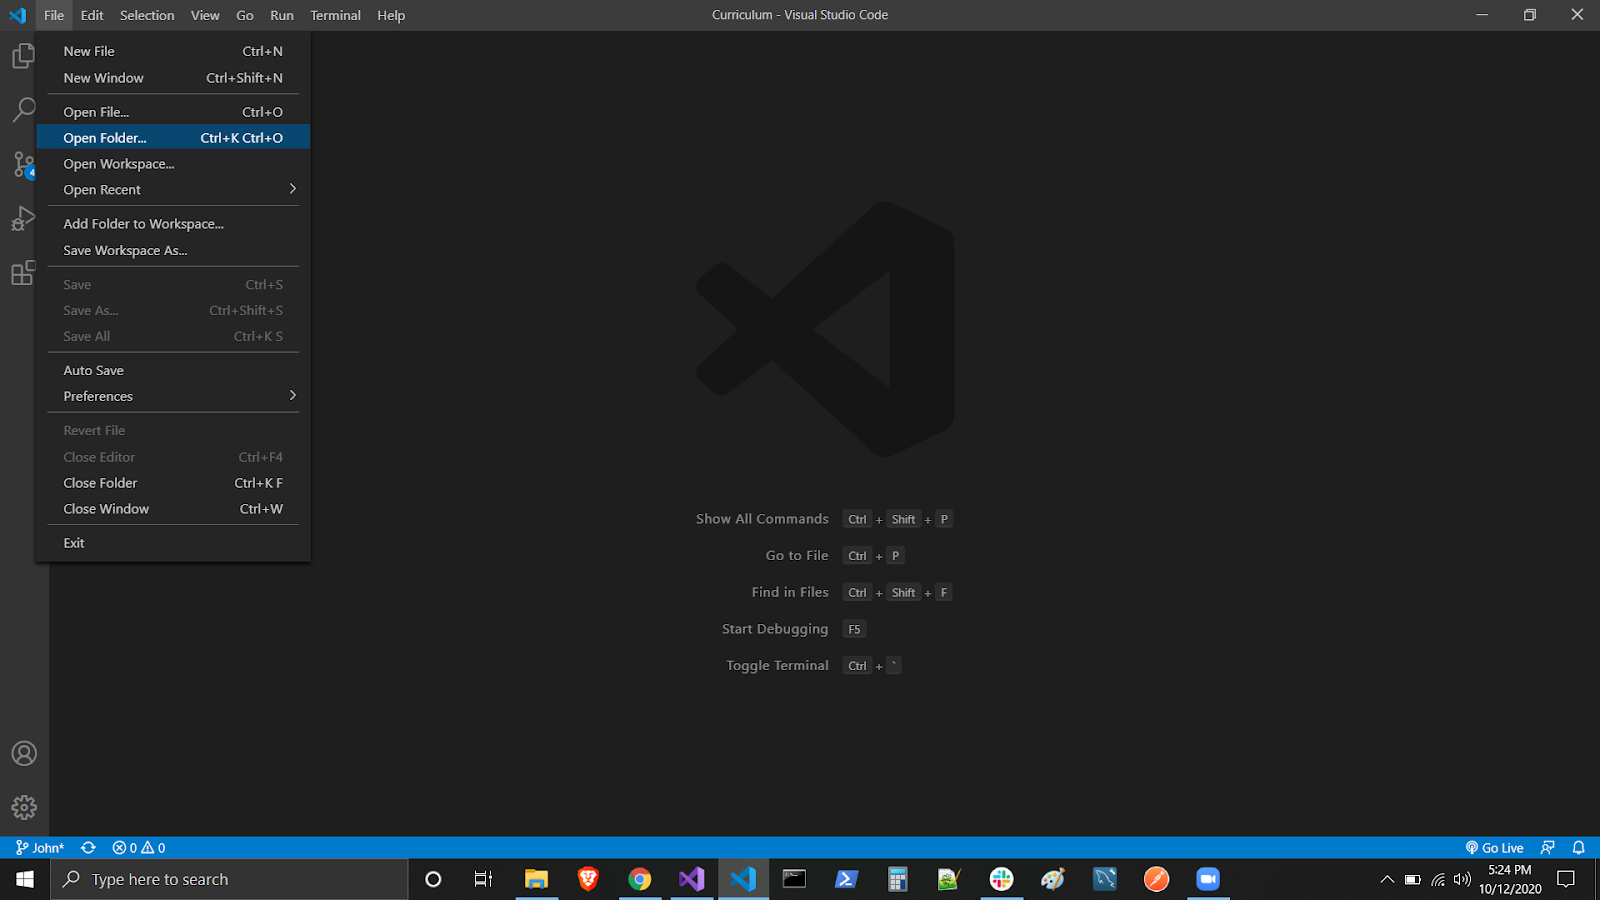 File Edit Selection View Go Run Terminal Help Curriculum - Visual Studio Code
New File Ctrl+N
New Window Ctrl+Shift+N
Open File... Ctrl+O
Open Folder... Ctrl+K Ctrl+O
Open Workspace...
4
Open Recent
Add Folder to Workspace...
Save Workspace As...
Save Ctrl+S
Save As... Ctrl+Shift+S
Save All Ctrl+K S
Auto Save
Preferences
Revert File
Close Editor Ctrl+F4
Close Folder Ctrl+K F
Close Window Ctrl+W
Exit
Show All Commands Ctrl + Shift + P
Go to File Ctrl + P
Find in Files Ctrl + Shift + F
Start Debugging F5
Toggle Terminal Ctrl + `
John* 0 0 Go Live
Type here to search
5:24 PM
10/12/2020